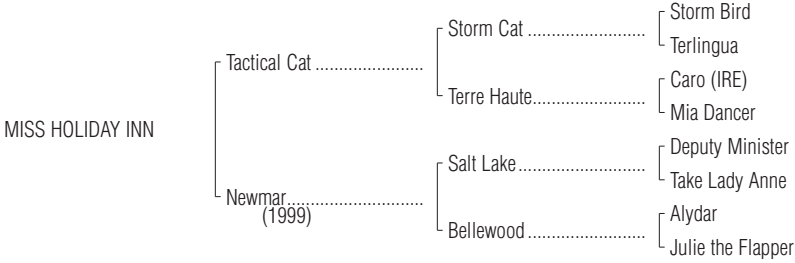 Storm Bird
Storm Cat ..........................
Terlingua
Tactical Cat ........................
Caro (IRE)
Terre Haute.........................
Mia Dancer
MISS HOLIDAY INN
Deputy Minister
Salt Lake............................
Take Lady Anne
Newmar..............................
(1999)
Alydar
Bellewood ..........................
Julie the Flapper